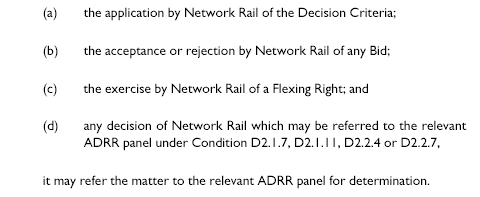 (a) the application by Network Rail of the Decision Criteria;
(b) the acceptance or rejection by Network Rail of any Bid;
(c) the exercise by Network Rail of a Flexing Right; and
(d) any decision of Network Rail which may be referred to the relevant
ADRR panel under Condition D2.1.7, D2.1.11, D2.2.4 or D2.2.7,
it may refer the matter to the relevant ADRR panel for determination.